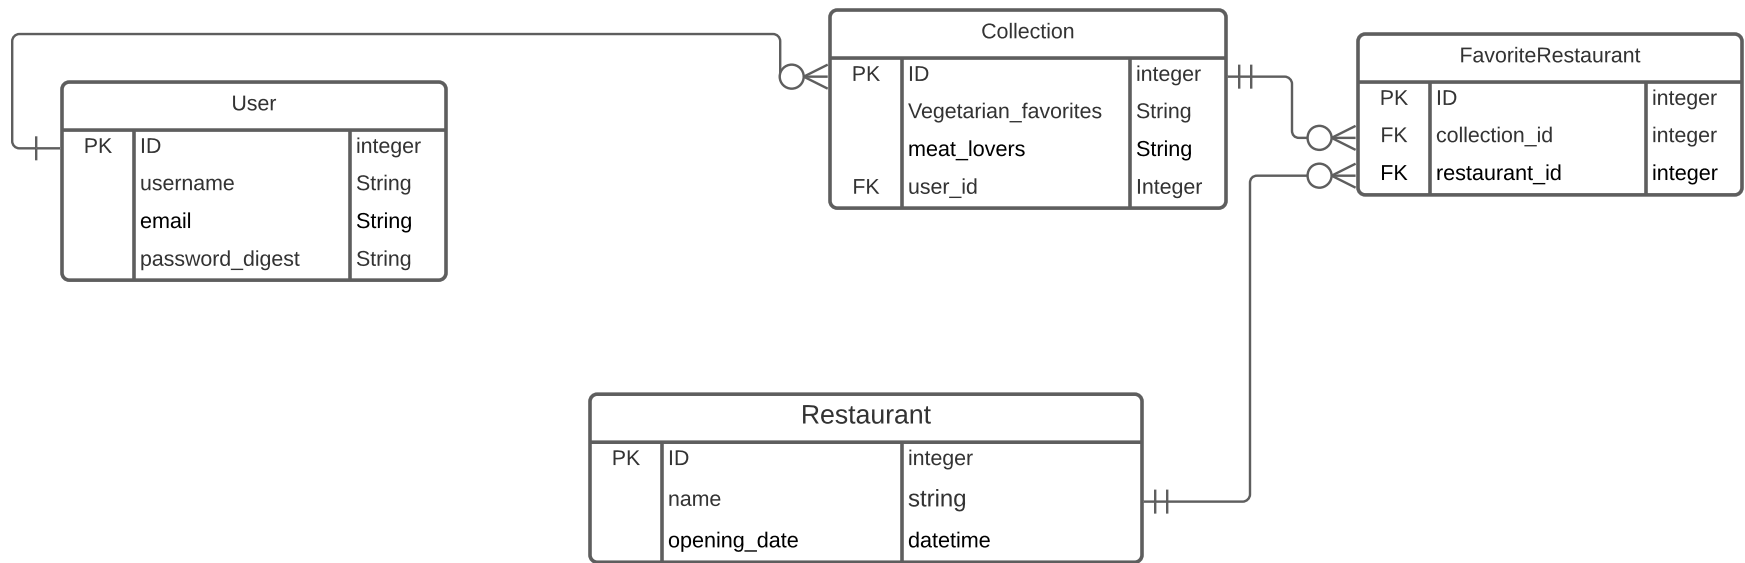 User
PK ID integer
username String
email String
password_digest String
Collection
PK ID integer
Vegetarian_favorites String
meat_lovers String
FK user_id Integer
FavoriteRestaurant
PK ID integer
FK collection_id integer
FK restaurant_id integer
Restaurant
PK ID integer
name string
opening_date datetime